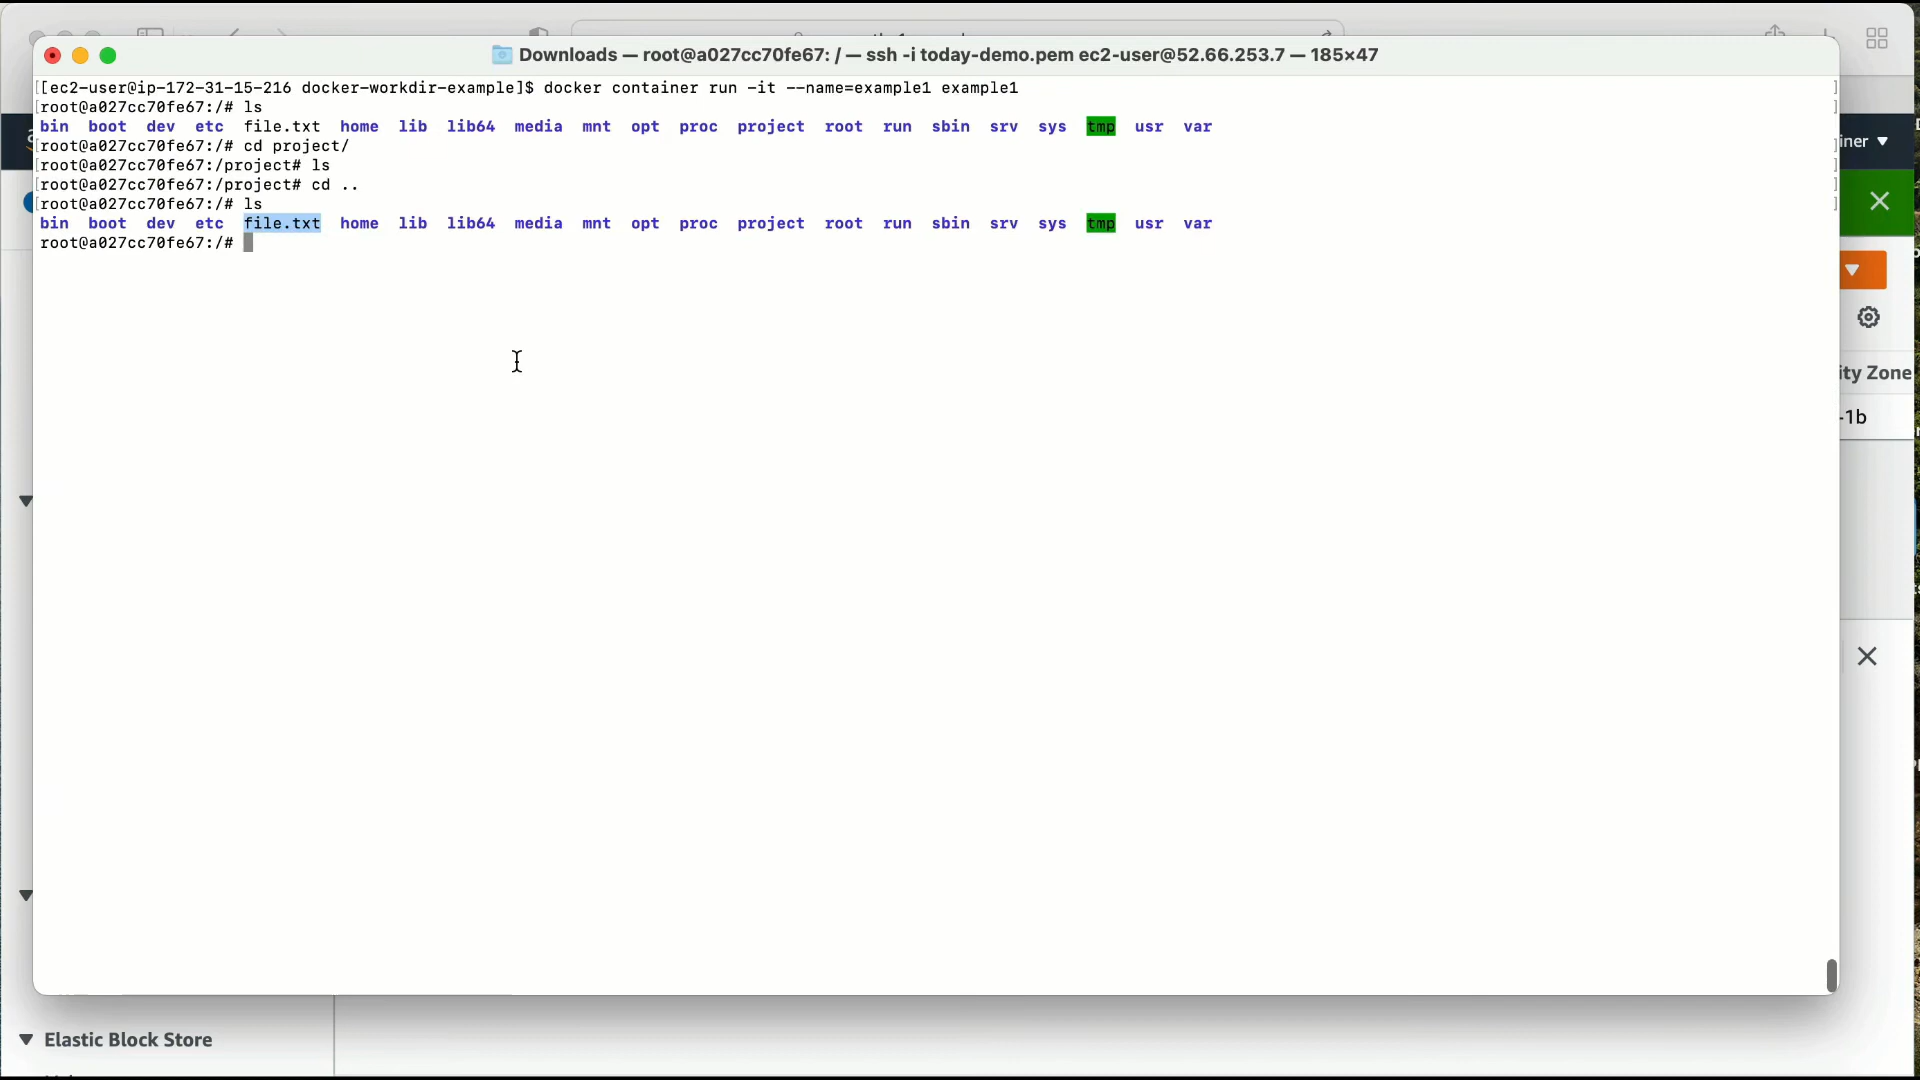 Downloads — root@a027cc70fe67: / — ssh -i today-demo.pem ec2-user@52.66.253.7 — 185×47
[[ec2-user@ip-172-31-15-216 docker-workdir-example]$ docker container run -it --name=example1 example1 ]
[root@a027cc70fe67:/# ls ]
bin boot dev etc file.txt home lib lib64 media mnt opt proc project root run sbin srv sys tmp usr var
[root@a027cc70fe67:/# cd project/ ]
[root@a027cc70fe67:/project# ls ]
[root@a027cc70fe67:/project# cd .. ]
[root@a027cc70fe67:/# ls ]
bin boot dev etc file.txt home lib lib64 media mnt opt proc project root run sbin srv sys tmp usr var
root@a027cc70fe67:/#
iner
ity Zone
-1b
Elastic Block Store